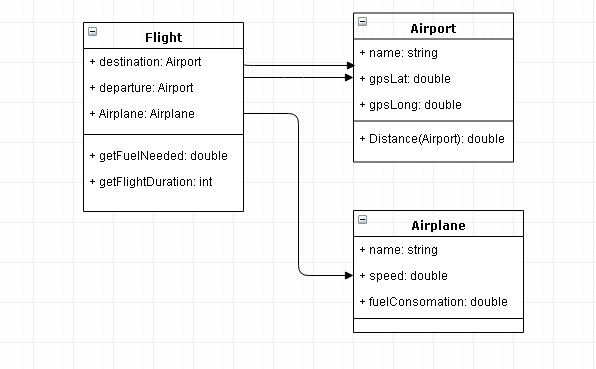 Flight
+ destination: Airport
+ departure: Airport
+ Airplane: Airplane
+ getFuelNeeded: double
+ getFlightDuration: int
Airport
+ name: string
+ gpsLat: double
+ gpsLong: double
+ Distance(Airport): double
Airplane
+ name: string
+ speed: double
+ fuelConsomation: double